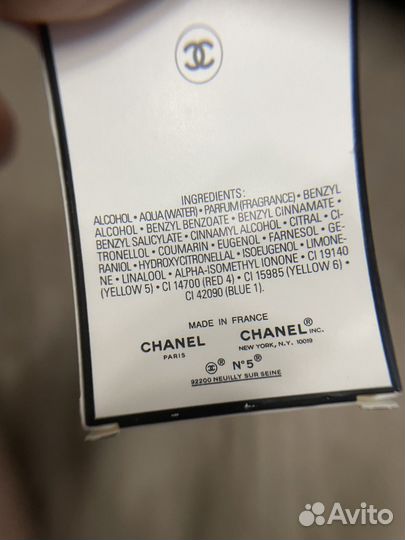 INGREDIENTS:
ALCOHOL • AQUA (WATER) • PARFUM (FRAGRANCE) • BENZYL
ALCOHOL • BENZYL BENZOATE • BENZYL CINNAMATE •
BENZYL SALICYLATE • CINNAMYL ALCOHOL • CITRAL • CI-
TRONELLOL • COUMARIN • EUGENOL • FARNESOL • GE-
RANIOL • HYDROXYCITRONELLAL • ISOEUGENOL • LIMONE-
NE • LINALOOL • ALPHA-ISOMETHYL IONONE • CI 19140
(YELLOW 5) • CI 14700 (RED 4) • CI 15985 (YELLOW 6) •
CI 42090 (BLUE 1).
MADE IN FRANCE
CHANEL CHANEL® INC.
PARIS NEW YORK, N.Y. 10019
® N°5®
92200 NEUILLY SUR SEINE
Avito